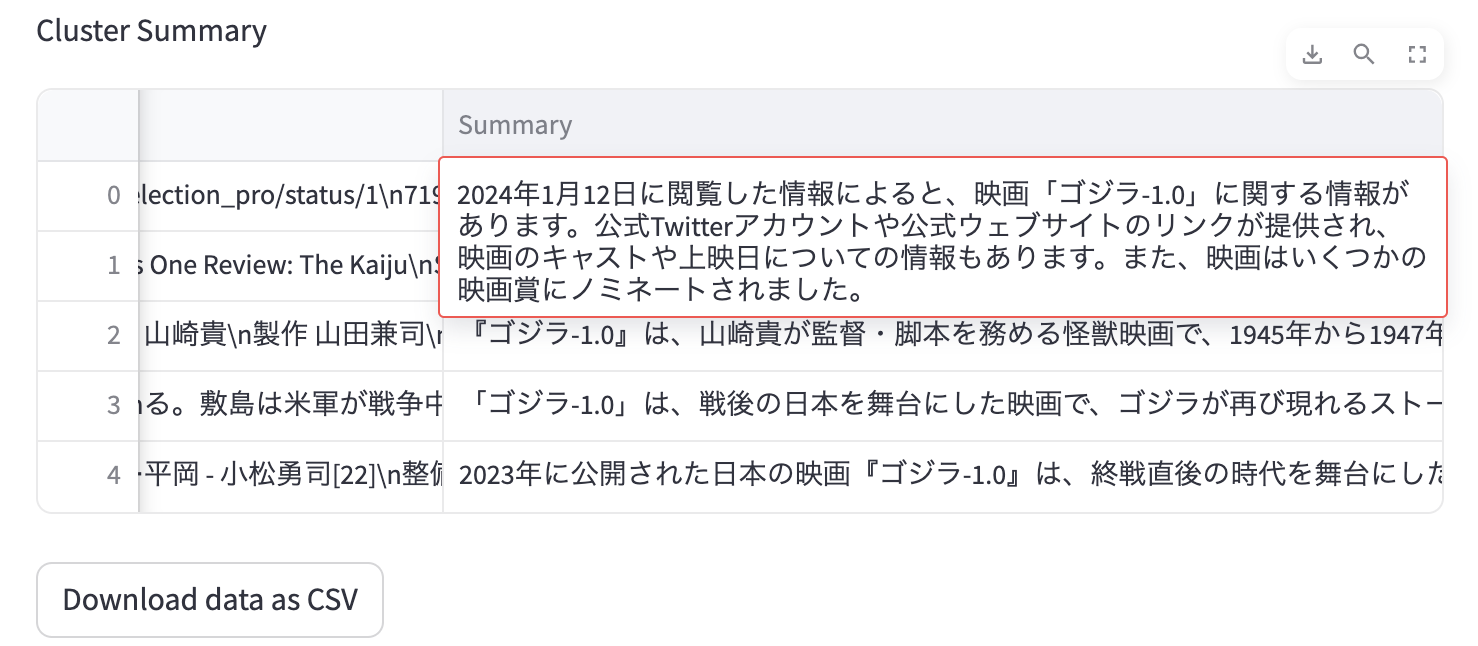 Cluster Summary
Summary
0 election_pro/status/1\n719
2024年1月12日に閲覧した情報によると、映画「ゴジラ-1.0」に関する情報が
あります。公式Twitterアカウントや公式ウェブサイトのリンクが提供され、
映画のキャストや上映日についての情報もあります。また、映画はいくつかの
映画賞にノミネートされました。
1 s One Review: The Kaiju\n
2 山崎貴\n製作 山田兼司\ 『ゴジラ-1.0』は、山崎貴が監督・脚本を務める怪獣映画で、1945年から1947年
3 る。敷島は米軍が戦争中 「ゴジラ-1.0」は、戦後の日本を舞台にした映画で、ゴジラが再び現れるストー
4 平岡 - 小松勇司[22]\n整備 2023年に公開された日本の映画『ゴジラ-1.0』は、終戦直後の時代を舞台にした
Download data as CSV